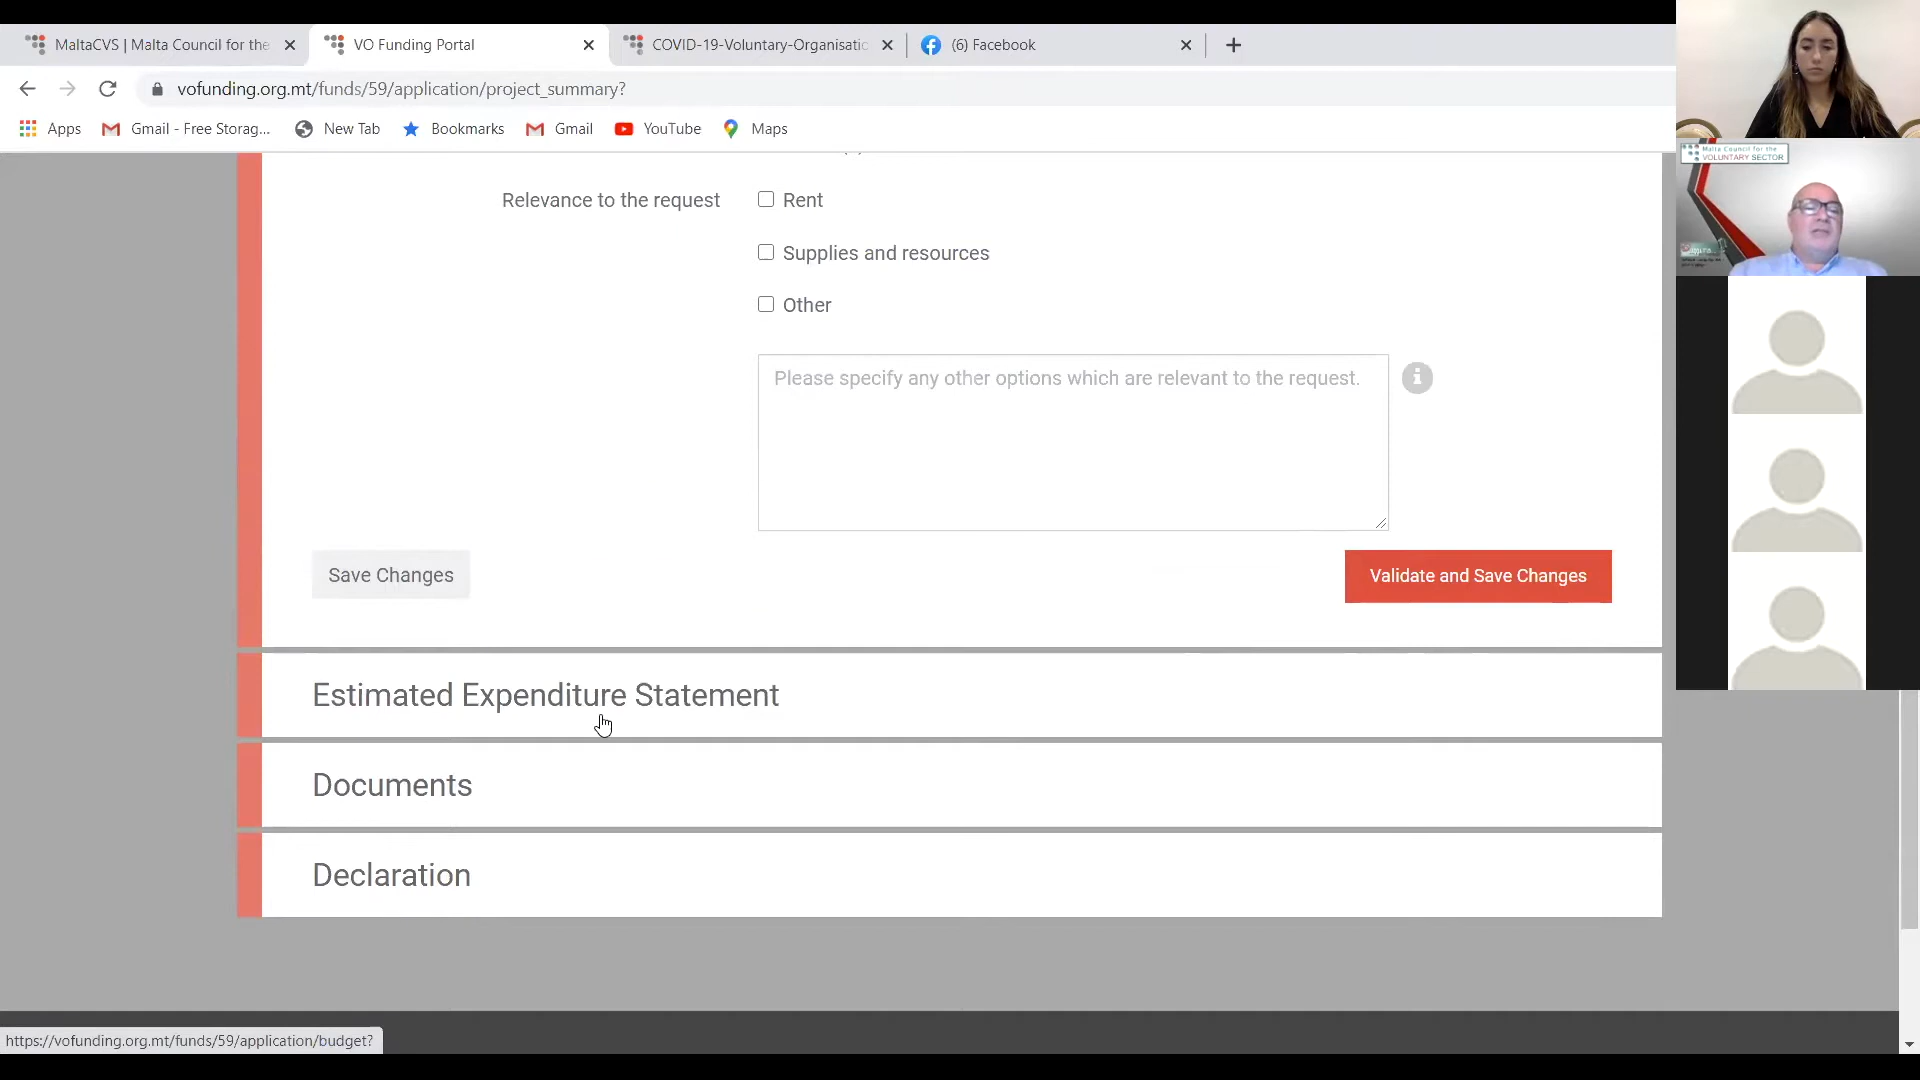 MaltaCVS | Malta Council for the
VO Funding Portal
COVID-19-Voluntary-Organisatic
(6) Facebook
vofunding.org.mt/funds/59/application/project_summary?
Apps
Gmail - Free Storag...
New Tab
Bookmarks
Gmail
YouTube
Maps
Malta Council for the
VOLUNTARY SECTOR
Relevance to the request
Rent
Supplies and resources
Other
Please specify any other options which are relevant to the request.
Save Changes
Validate and Save Changes
Estimated Expenditure Statement
Documents
Declaration
https://vofunding.org.mt/funds/59/application/budget?